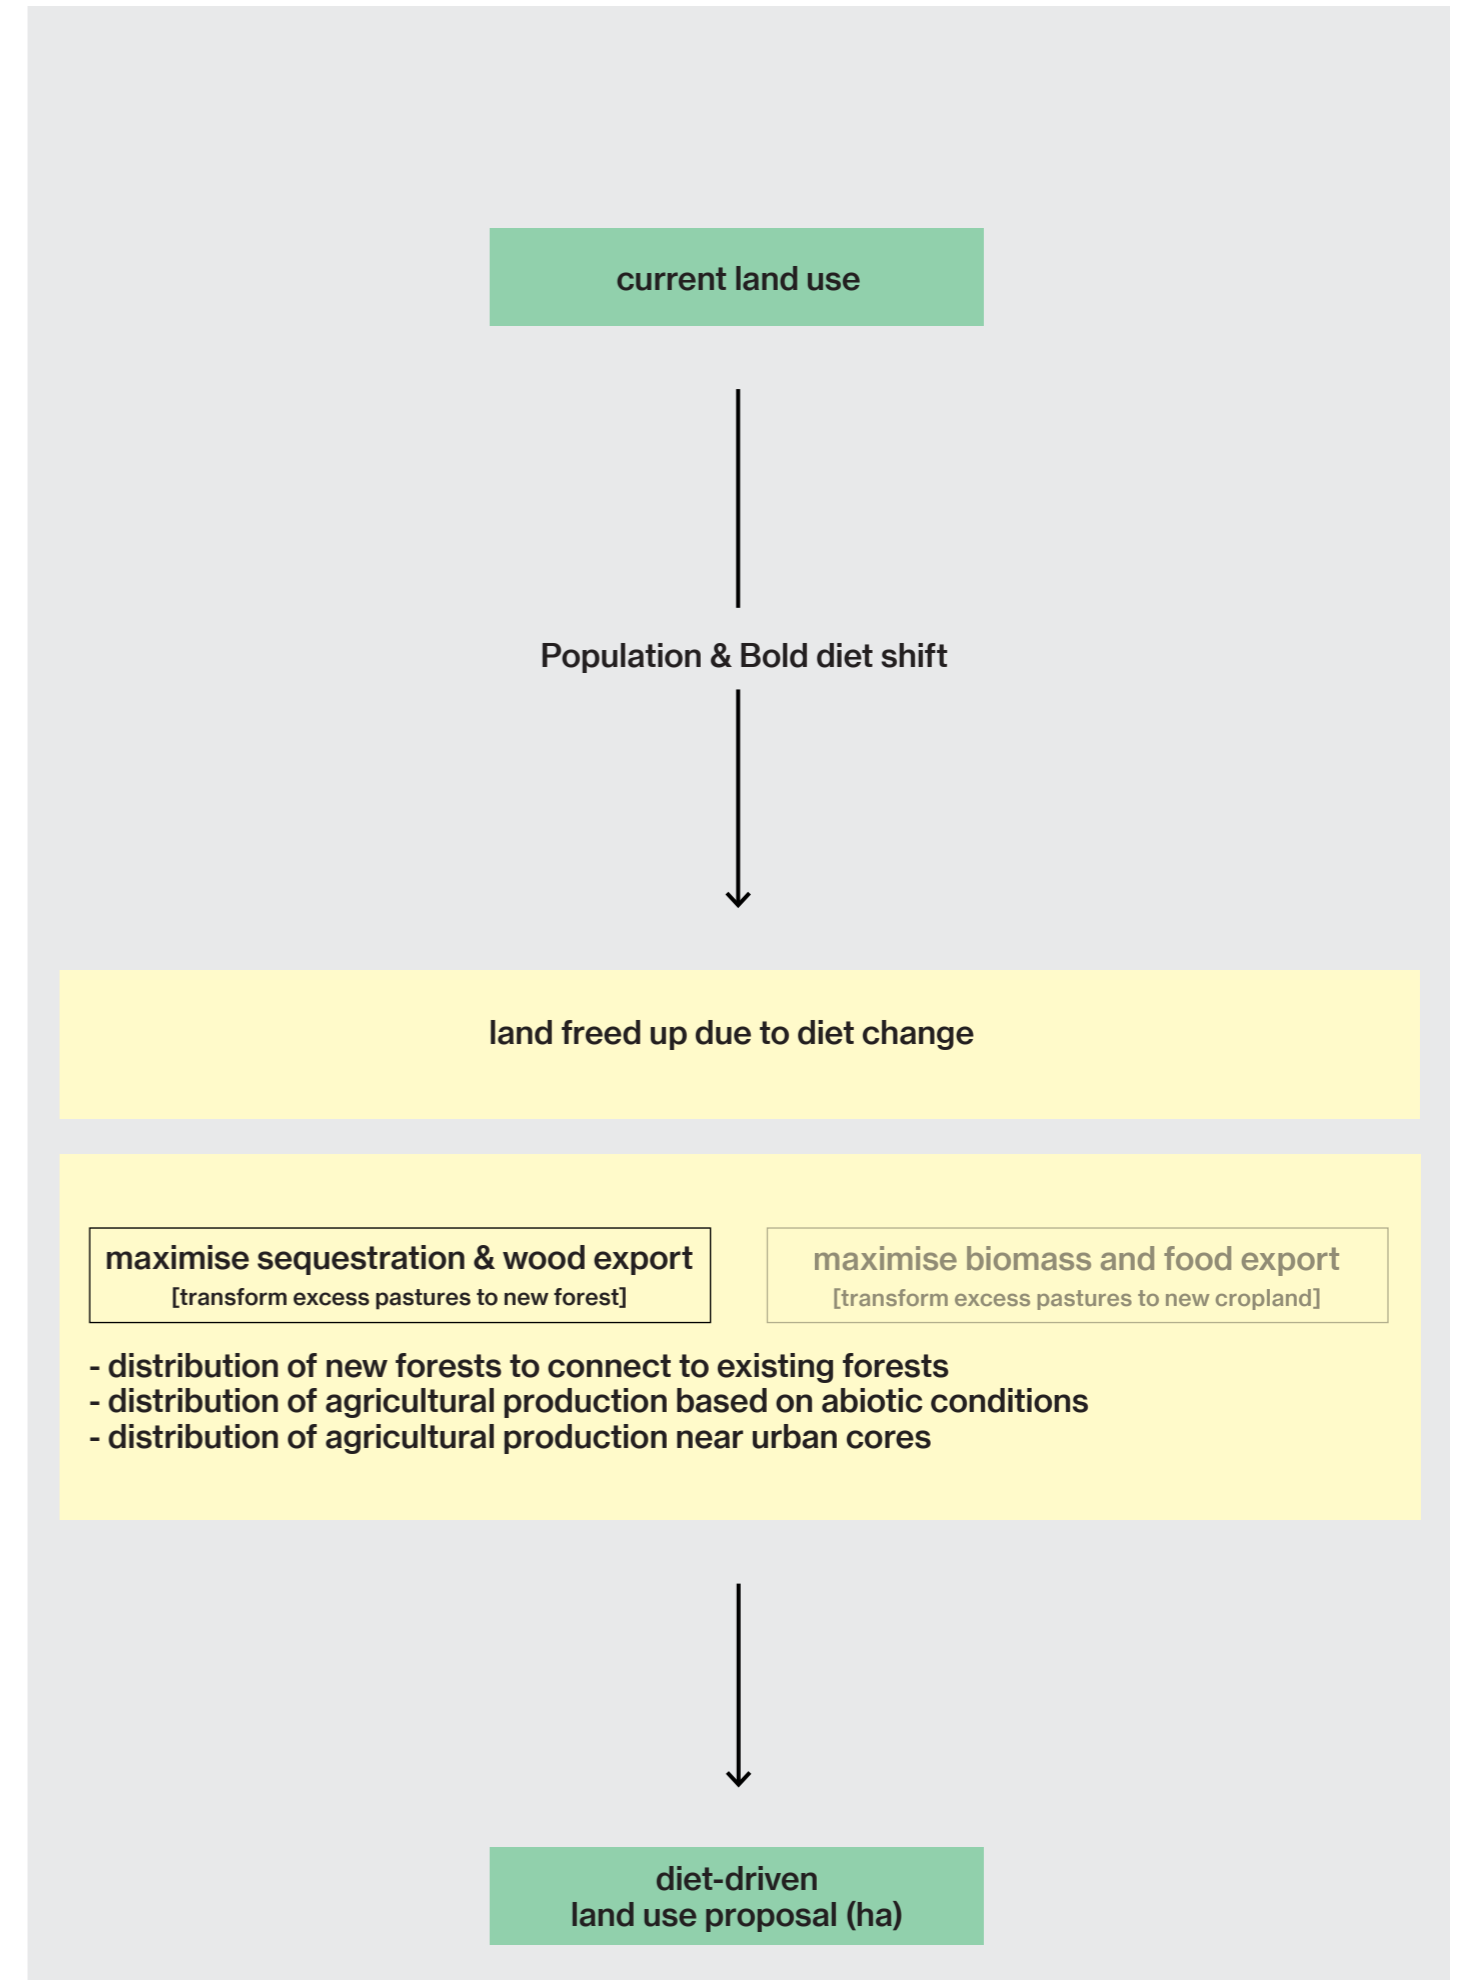 current land use
Population & Bold diet shift
land freed up due to diet change
maximise sequestration & wood export
[transform excess pastures to new forest]
maximise biomass and food export
[transform excess pastures to new cropland]
- distribution of new forests to connect to existing forests
- distribution of agricultural production based on abiotic conditions
- distribution of agricultural production near urban cores
diet-driven
land use proposal (ha)